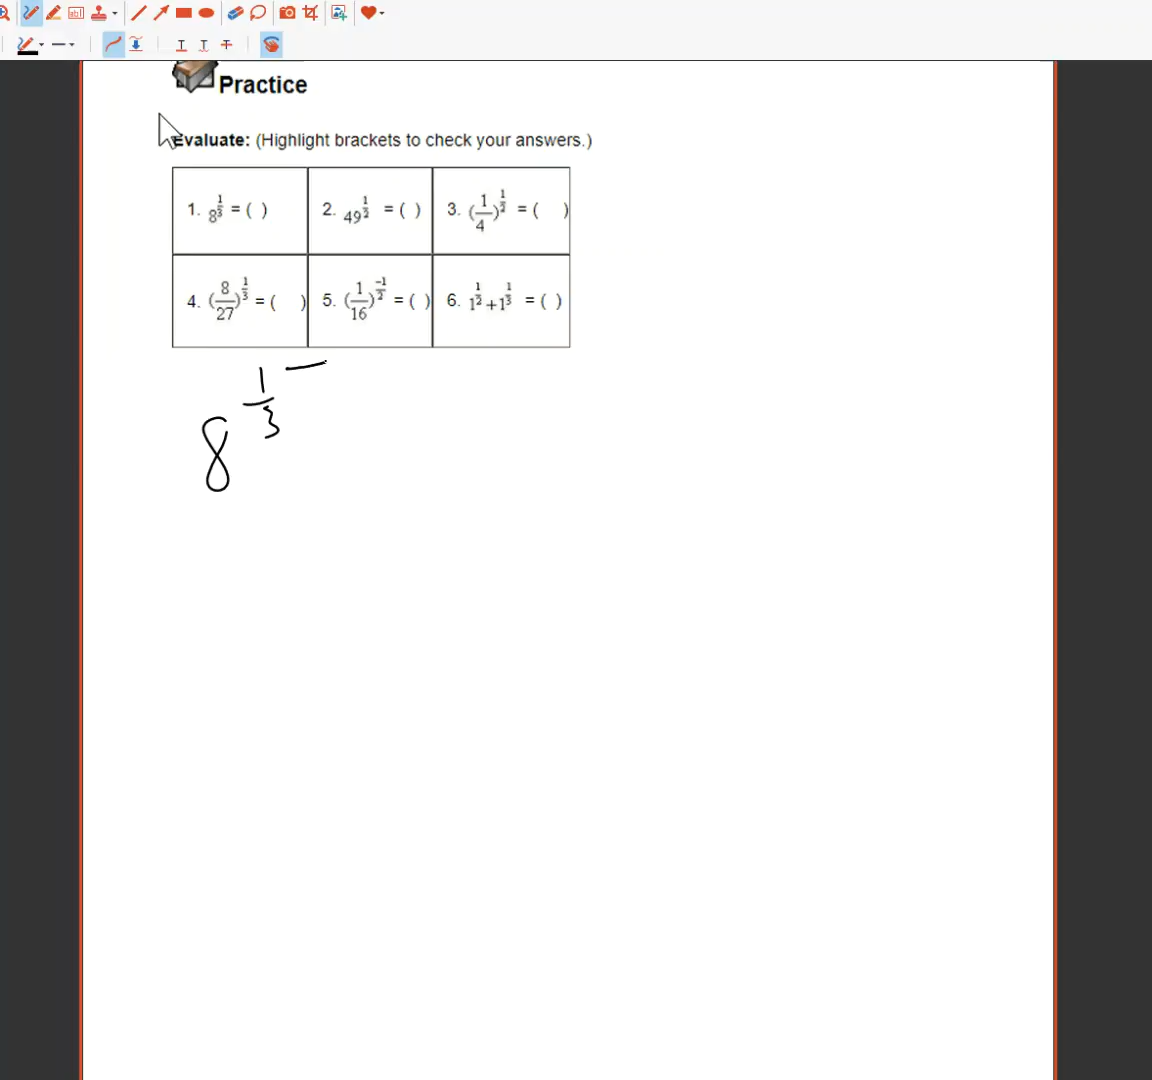 Practice
Evaluate: (Highlight brackets to check your answers.)
1. 8^(1/3) = ( ) 2. 49^(1/2) = ( ) 3. (1/4)^(1/2) = ( )
4. (8/27)^(1/3) = ( ) 5. (1/16)^(-1/2) = ( ) 6. 1^(1/2) + 1^(1/3) = ( )
8^(1/3)